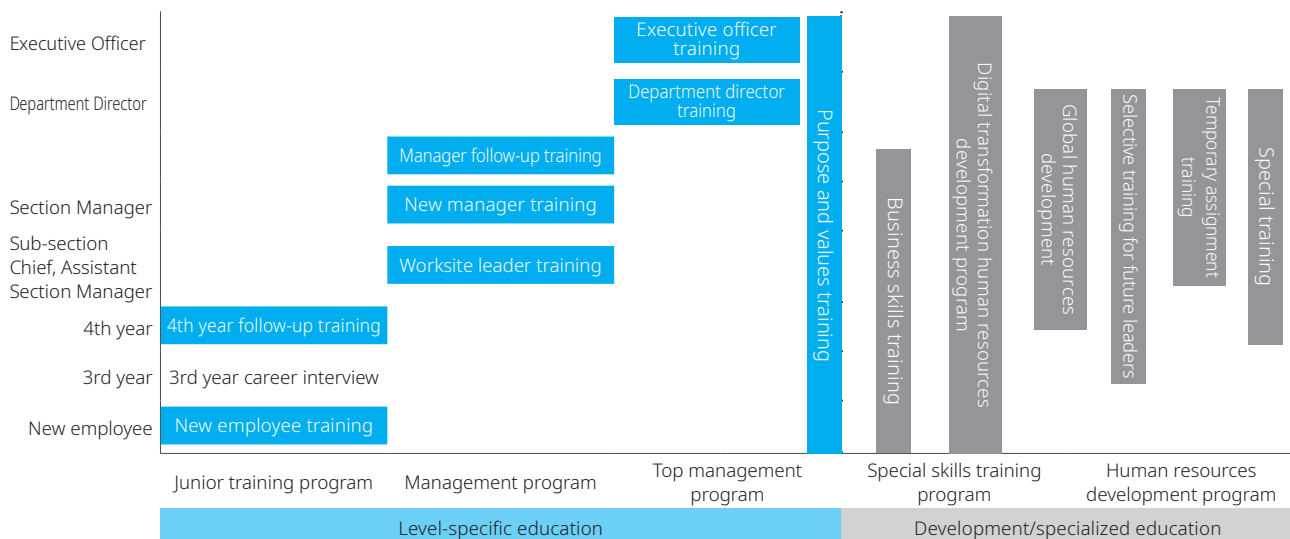 Executive Officer
Department Director
Section Manager
Sub-section
Chief, Assistant
Section Manager
4th year
3rd year
New employee
Executive officer
training
Department director
training
Manager follow-up training
New manager training
Worksite leader training
4th year follow-up training
3rd year career interview
New employee training
Purpose and values training
Business skills training
Digital transformation human resources
development program
Global human resources
development
Selective training for future leaders
Temporary assignment
training
Special training
Junior training program
Management program
Top management
program
Special skills training
program
Human resources
development program
Level-specific education
Development/specialized education